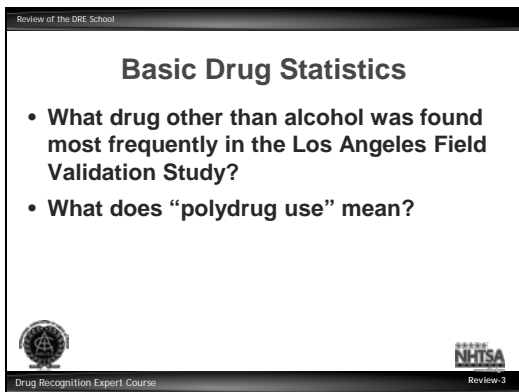 Review of the DRE School
Basic Drug Statistics
• What drug other than alcohol was found
most frequently in the Los Angeles Field
Validation Study?
• What does “polydrug use” mean?
NHTSA
Drug Recognition Expert Course
Review-3